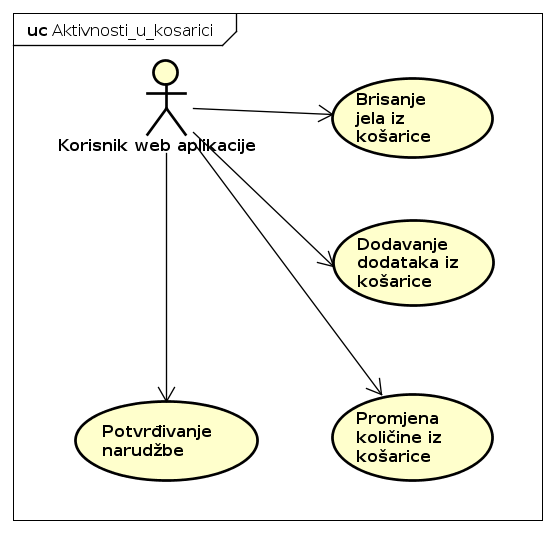 uc Aktivnosti_u_kosarici
Korisnik web aplikacije
Brisanje
jela iz
košarice
Dodavanje
dodataka iz
košarice
Potvrđivanje
narudžbe
Promjena
količine iz
košarice